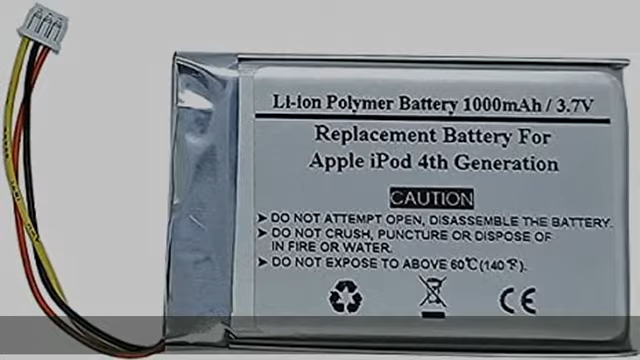 Li-ion Polymer Battery 1000mAh / 3.7V
Replacement Battery For
Apple iPod 4th Generation
CAUTION
➤ DO NOT ATTEMPT OPEN, DISASSEMBLE THE BATTERY.
➤ DO NOT CRUSH, PUNCTURE OR DISPOSE OF
IN FIRE OR WATER.
➤ DO NOT EXPOSE TO ABOVE 60℃(140℉).
CE